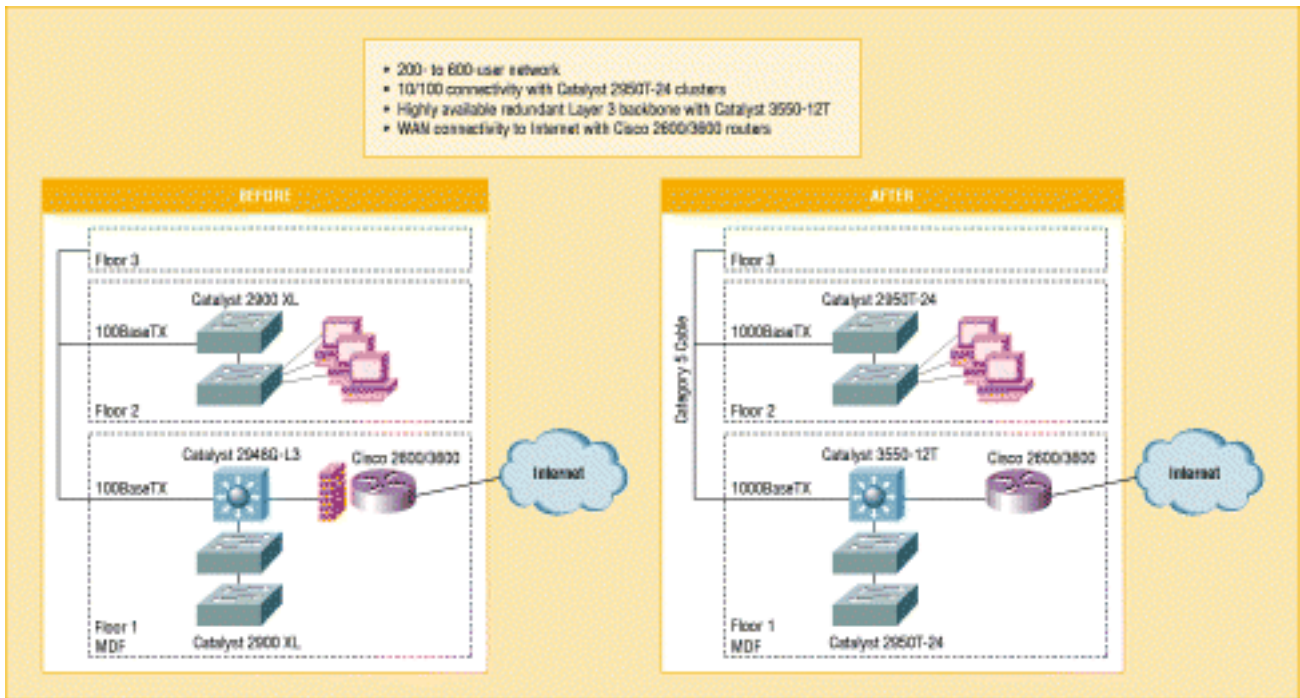 • 200- to 600-user network
• 10/100 connectivity with Catalyst 2950T-24 clusters
• Highly available redundant Layer 3 backbone with Catalyst 3550-12T
• WAN connectivity to Internet with Cisco 2600/3600 routers
BEFORE
Floor 3
Catalyst 2900 XL
100BaseTX
Floor 2
Catalyst 2948G-L3
Cisco 2600/3600
100BaseTX
Internet
Floor 1
MDF
Catalyst 2900 XL
AFTER
Floor 3
Catalyst 2950T-24
1000BaseTX
Category 5 Cable
Floor 2
Catalyst 3550-12T
Cisco 2600/3600
1000BaseTX
Internet
Floor 1
MDF
Catalyst 2950T-24